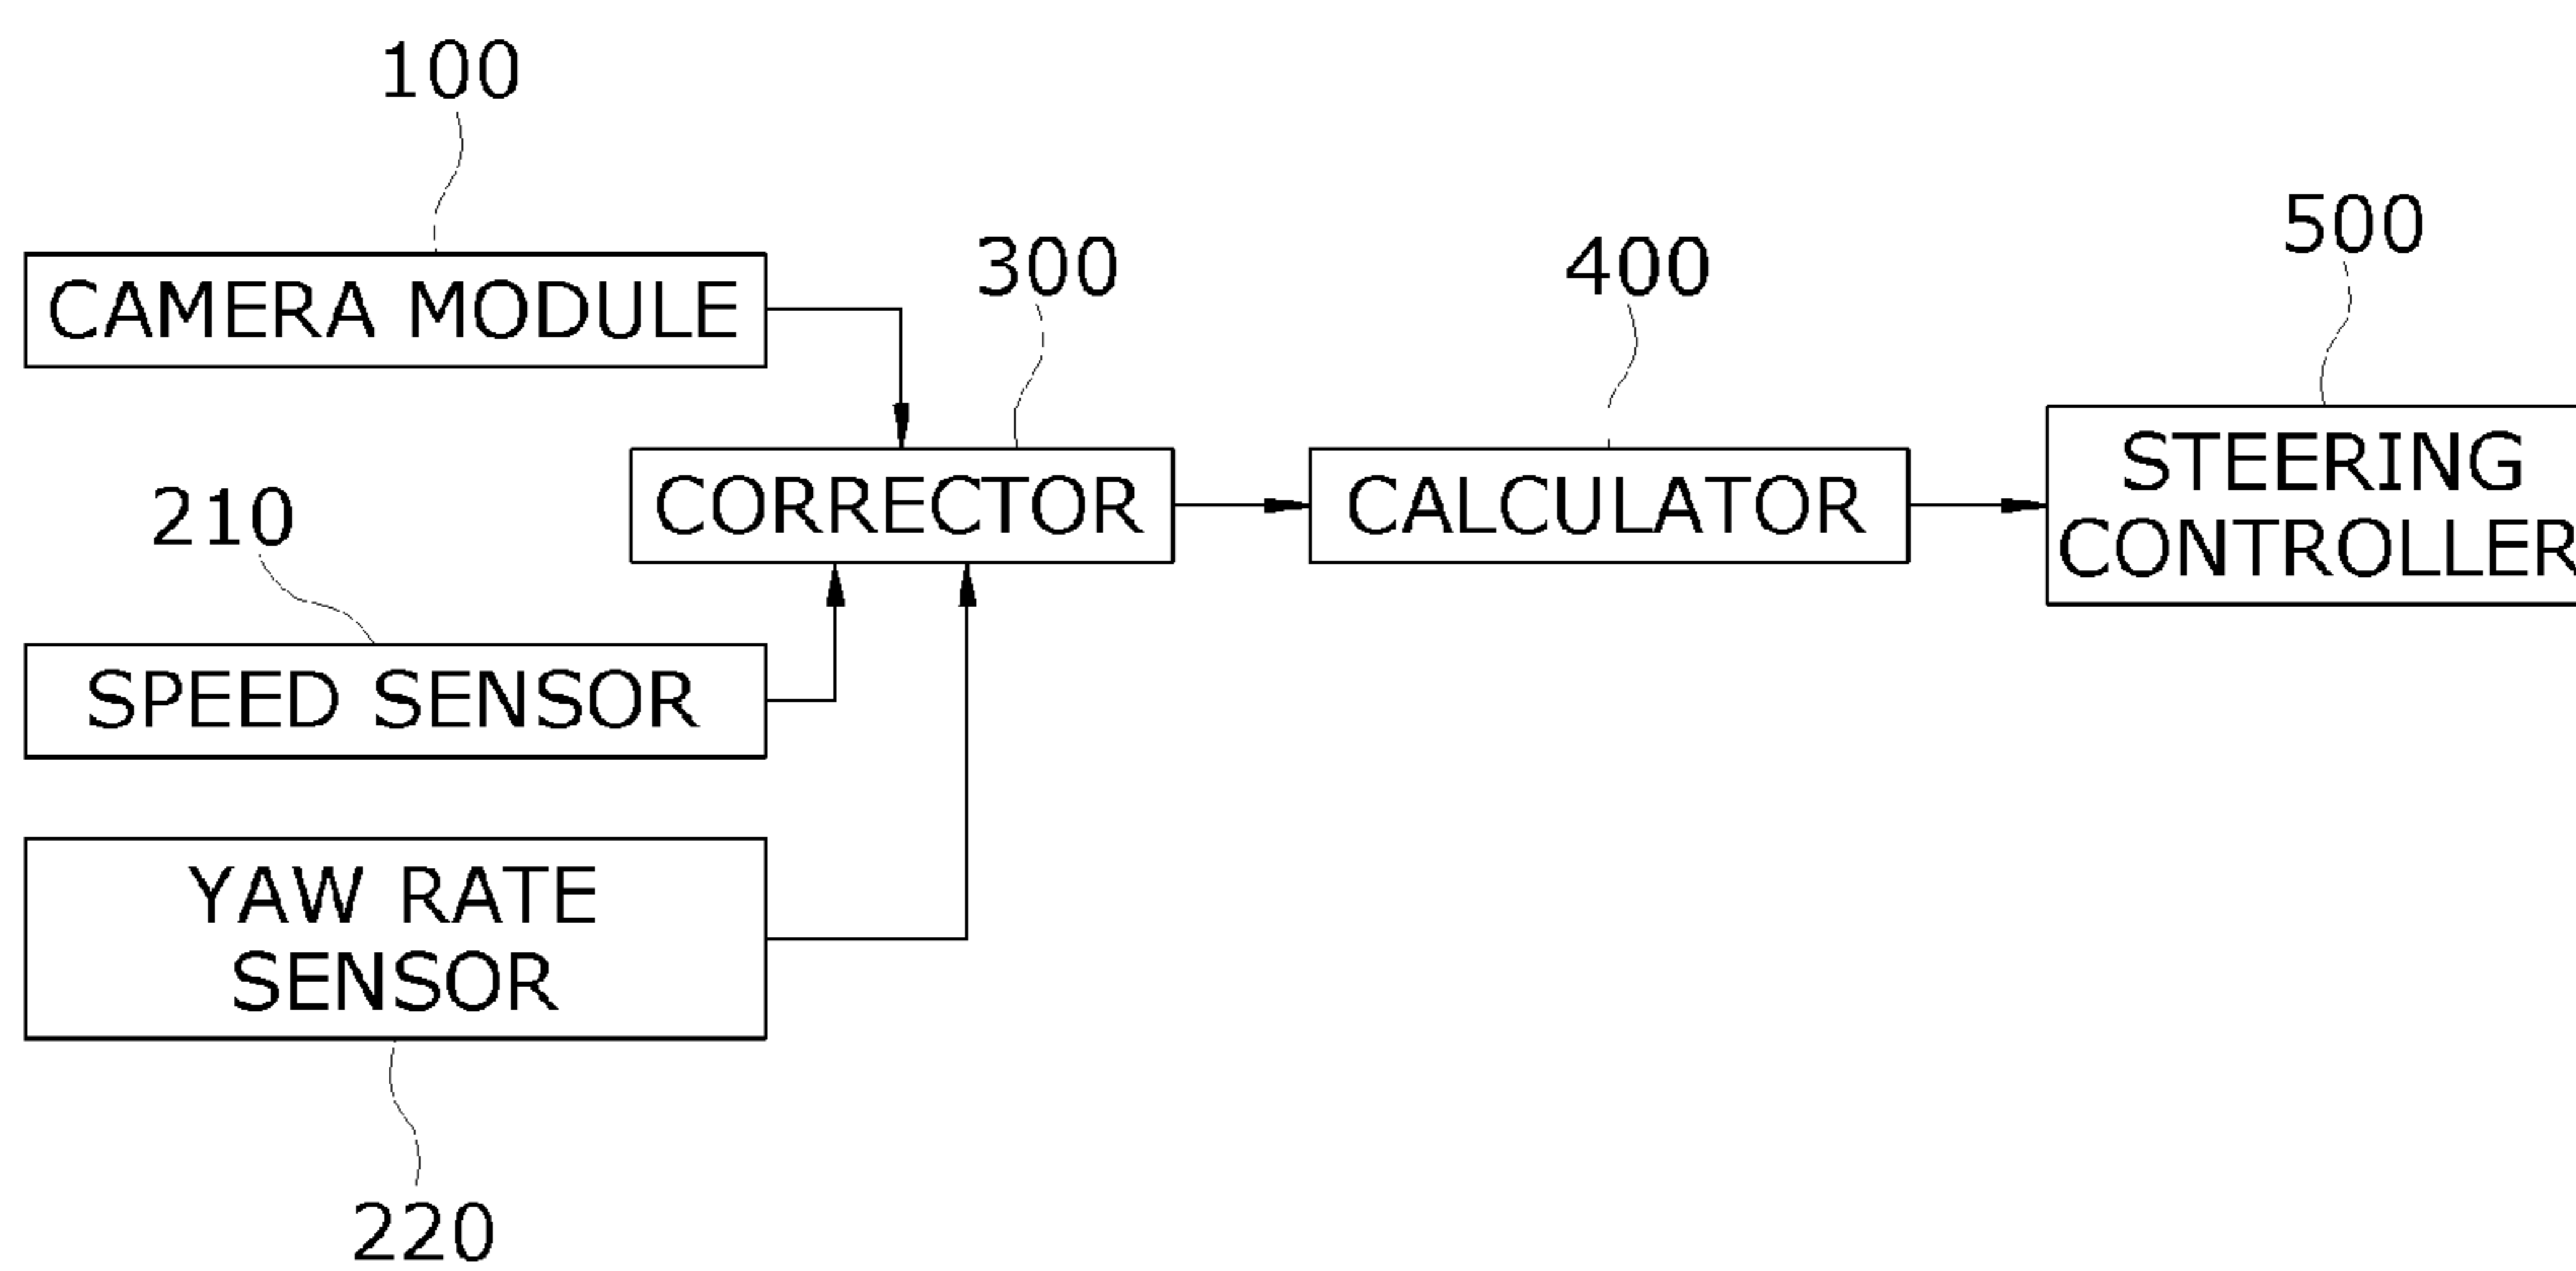 100
CAMERA MODULE
300
400
500
CORRECTOR
CALCULATOR
STEERING
CONTROLLER
210
SPEED SENSOR
YAW RATE
SENSOR
220